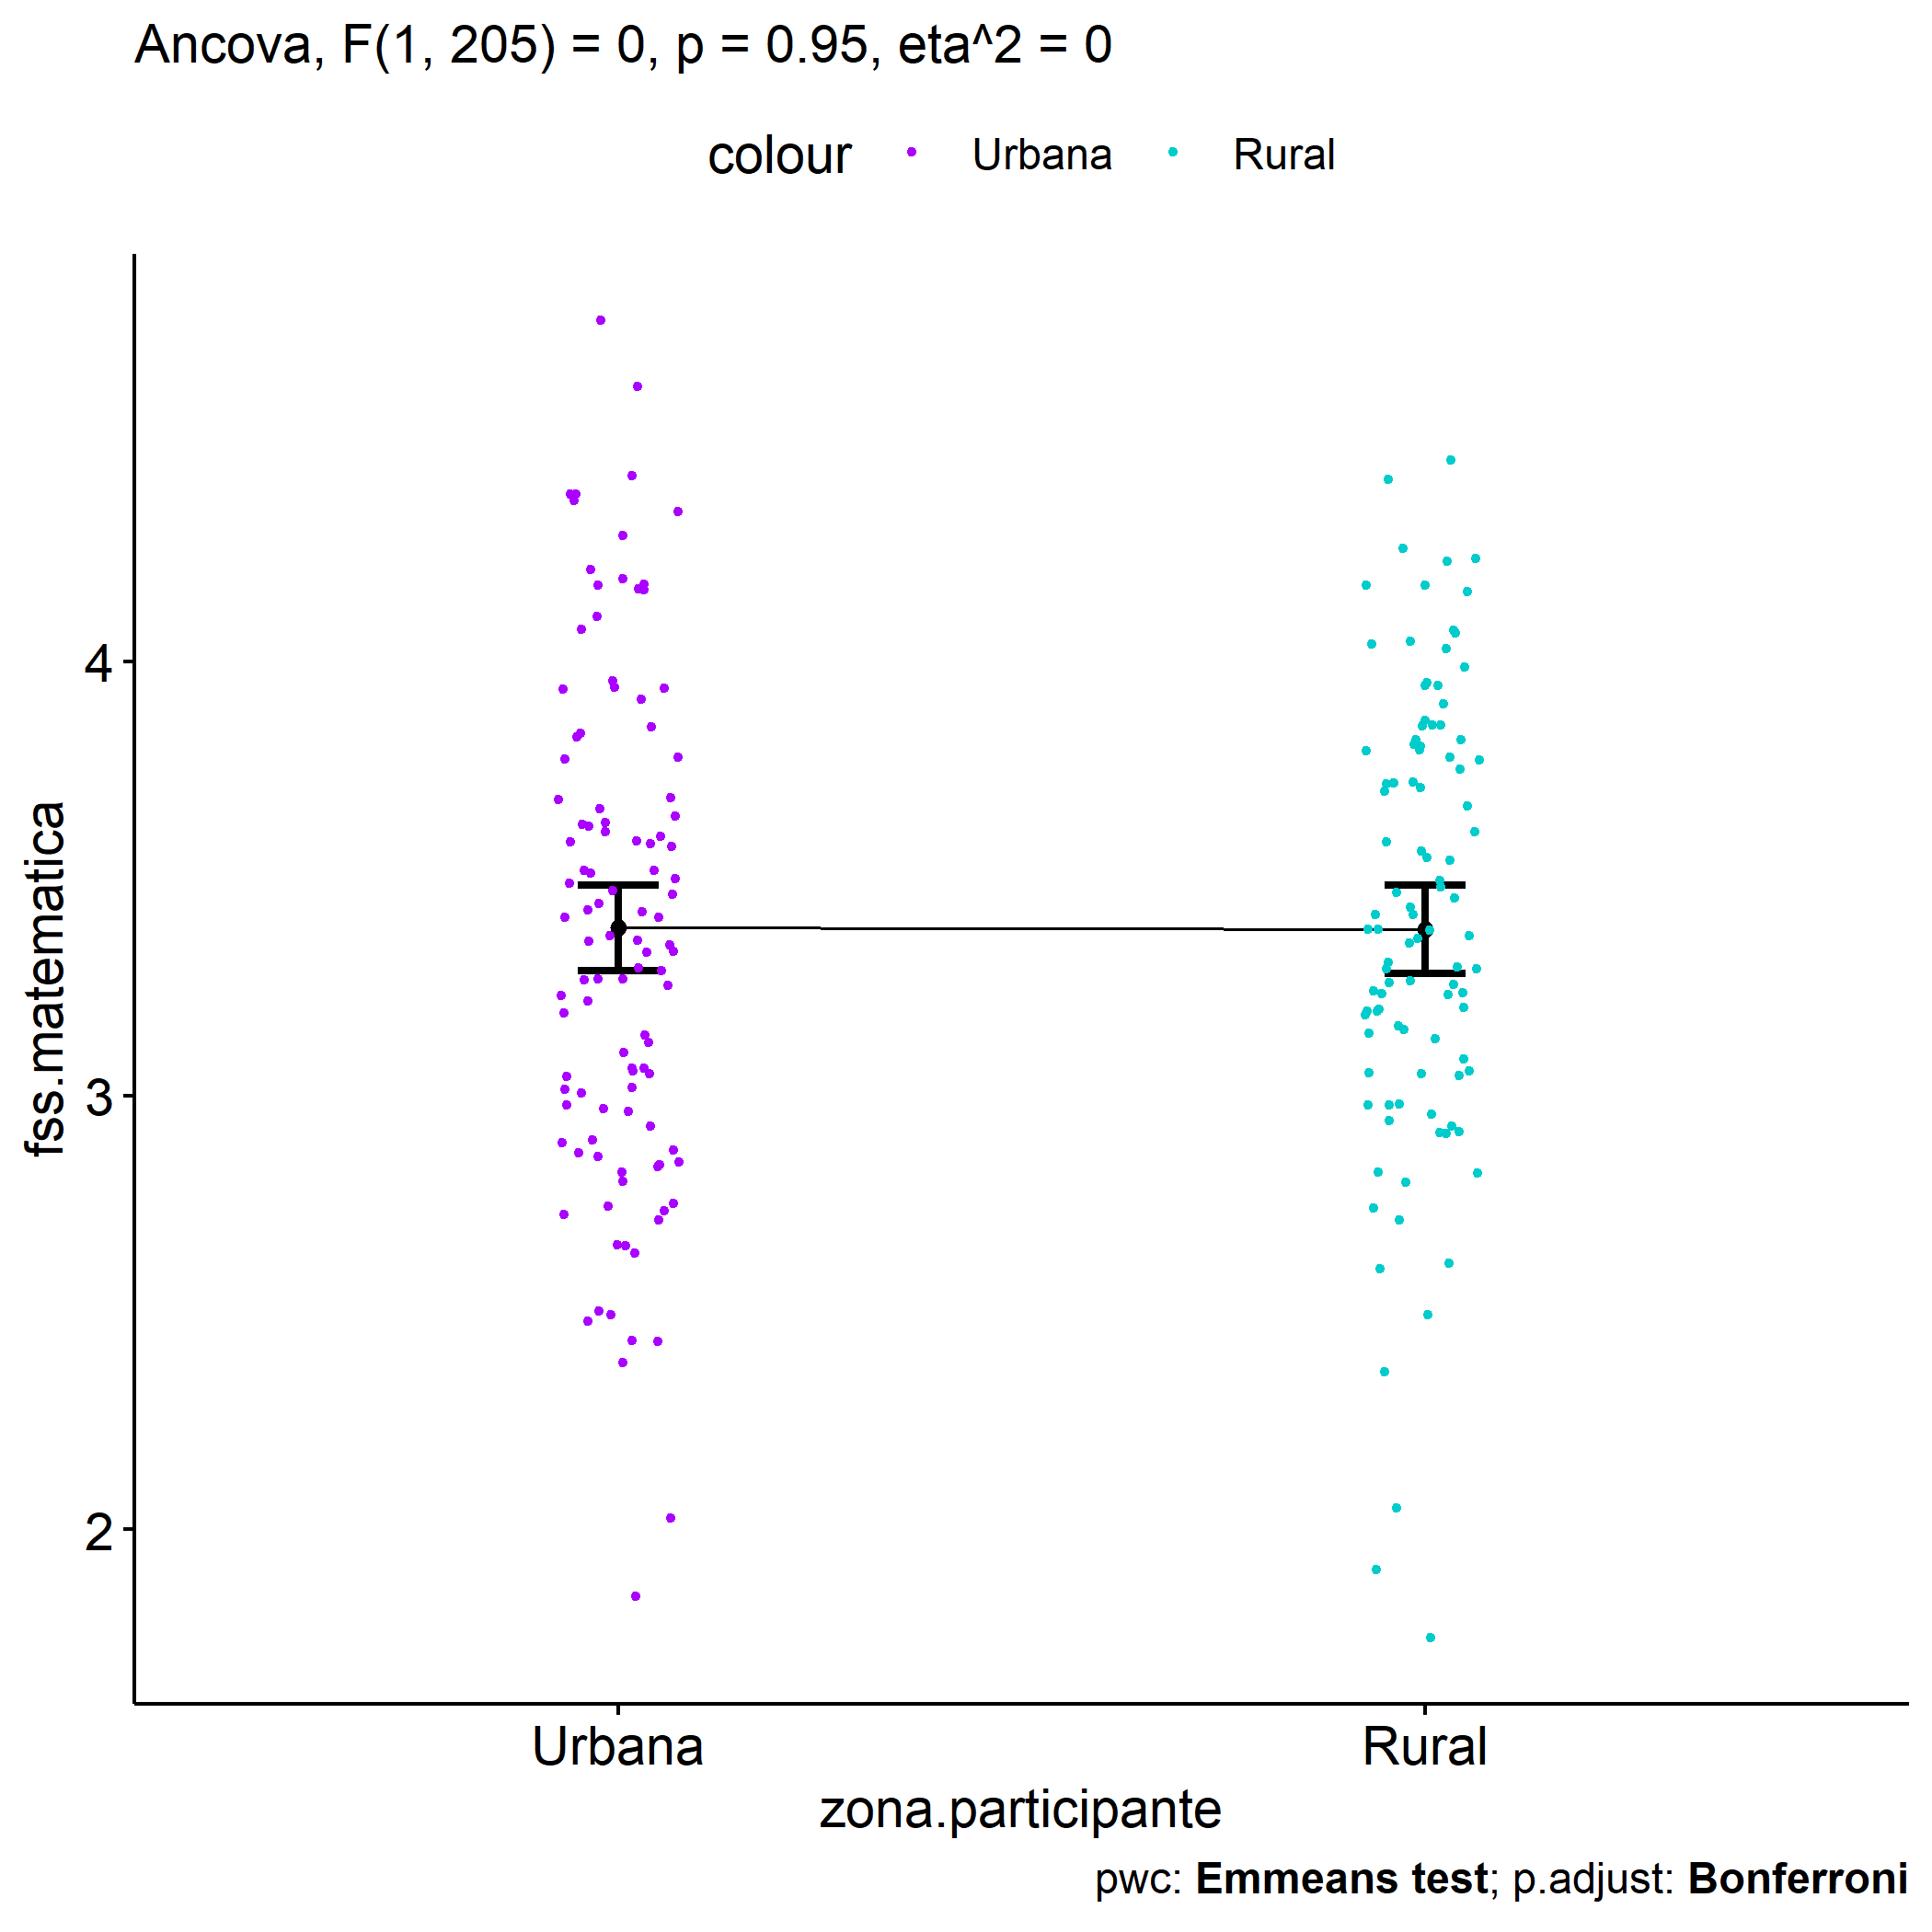 Ancova, F(1, 205) = 0, p = 0.95, eta^2 = 0
colour Urbana Rural
fss.matematica
4
3
2
Urbana Rural
zona.participante
pwc: Emmeans test; p.adjust: Bonferroni